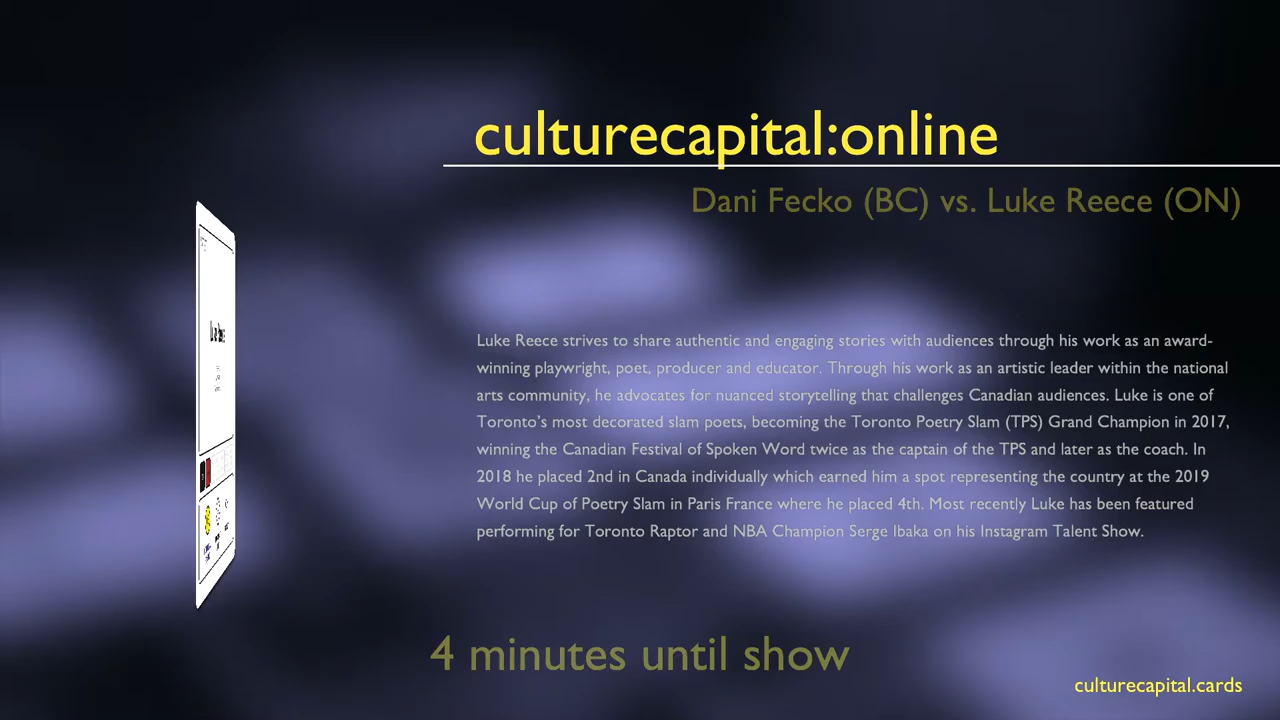 culturecapital:online
Dani Fecko (BC) vs. Luke Reece (ON)
Luke Reece strives to share authentic and engaging stories with audiences through his work as an award-
winning playwright, poet, producer and educator. Through his work as an artistic leader within the national
arts community, he advocates for nuanced storytelling that challenges Canadian audiences. Luke is one of
Toronto’s most decorated slam poets, becoming the Toronto Poetry Slam (TPS) Grand Champion in 2017,
winning the Canadian Festival of Spoken Word twice as the captain of the TPS and later as the coach. In
2018 he placed 2nd in Canada individually which earned him a spot representing the country at the 2019
World Cup of Poetry Slam in Paris France where he placed 4th. Most recently Luke has been featured
performing for Toronto Raptor and NBA Champion Serge Ibaka on his Instagram Talent Show.
4 minutes until show
culturecapital.cards